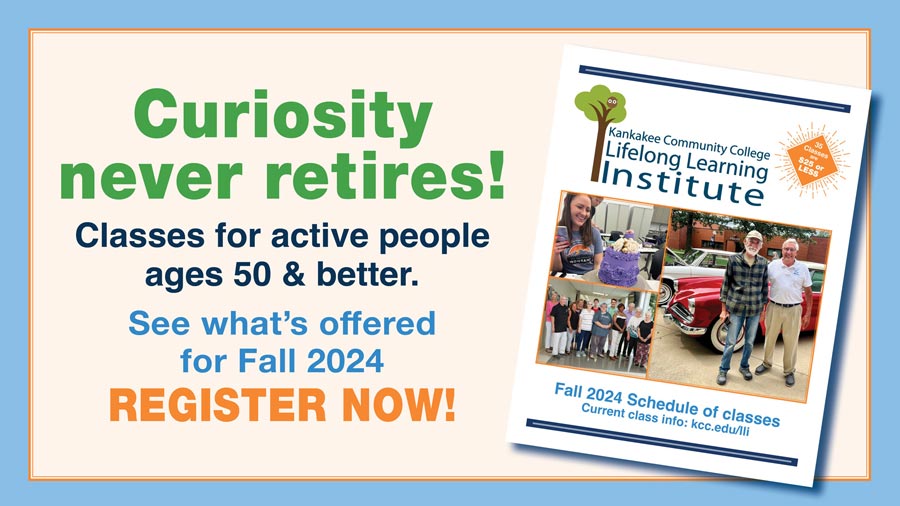 Curiosity
never retires!
Classes for active people
ages 50 & better.
See what's offered
for Fall 2024
REGISTER NOW!
Kankakee Community College
Lifelong Learning
Institute
35
Classes
are
$25 or
LESS
Fall 2024 Schedule of classes
Current class info: kcc.edu/lli